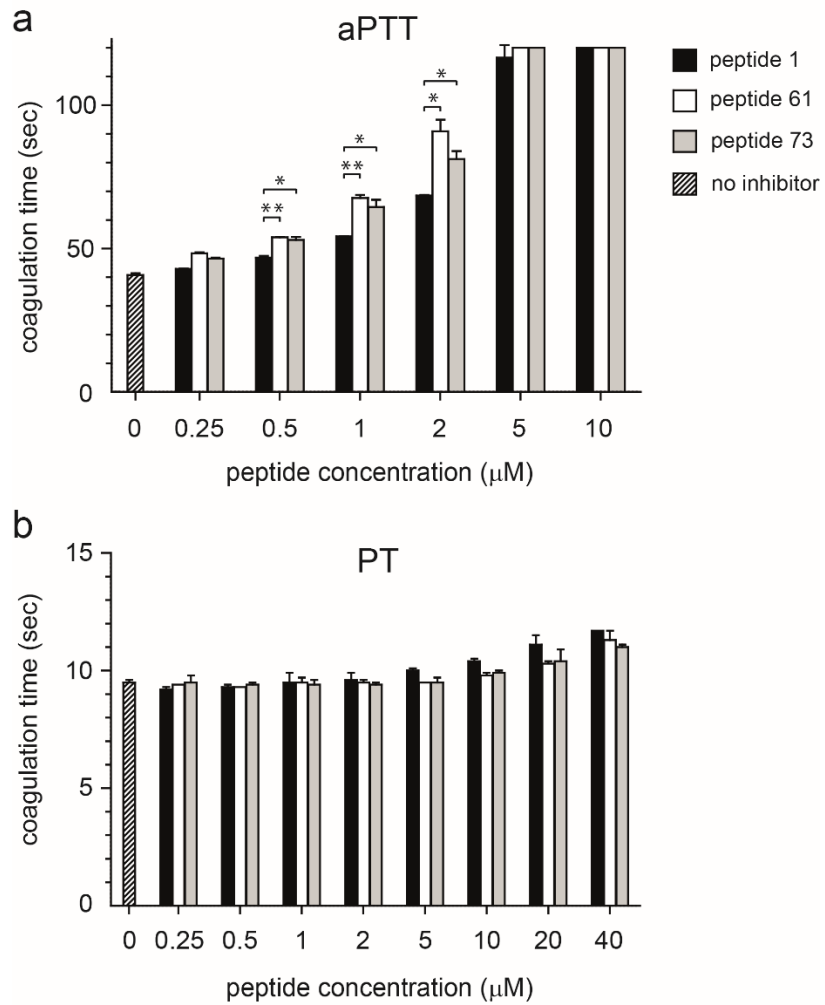 a
aPTT
peptide 1
peptide 61
peptide 73
no inhibitor
coagulation time (sec)
100
50
0
** *
** *
* *
0 0.25 0.5 1 2 5 10
peptide concentration (μM)
b
PT
coagulation time (sec)
15
10
5
0
0 0.25 0.5 1 2 5 10 20 40
peptide concentration (μM)